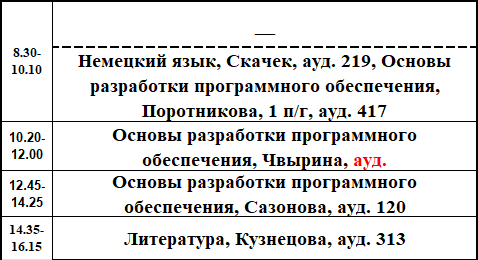 8.30-
10.10
—
Немецкий язык, Скачек, ауд. 219, Основы
разработки программного обеспечения,
Поротникова, 1 п/г, ауд. 417
10.20-
12.00
Основы разработки программного
обеспечения, Чвырина, ауд.
12.45-
14.25
Основы разработки программного
обеспечения, Сазонова, ауд. 120
14.35-
16.15
Литература, Кузнецова, ауд. 313